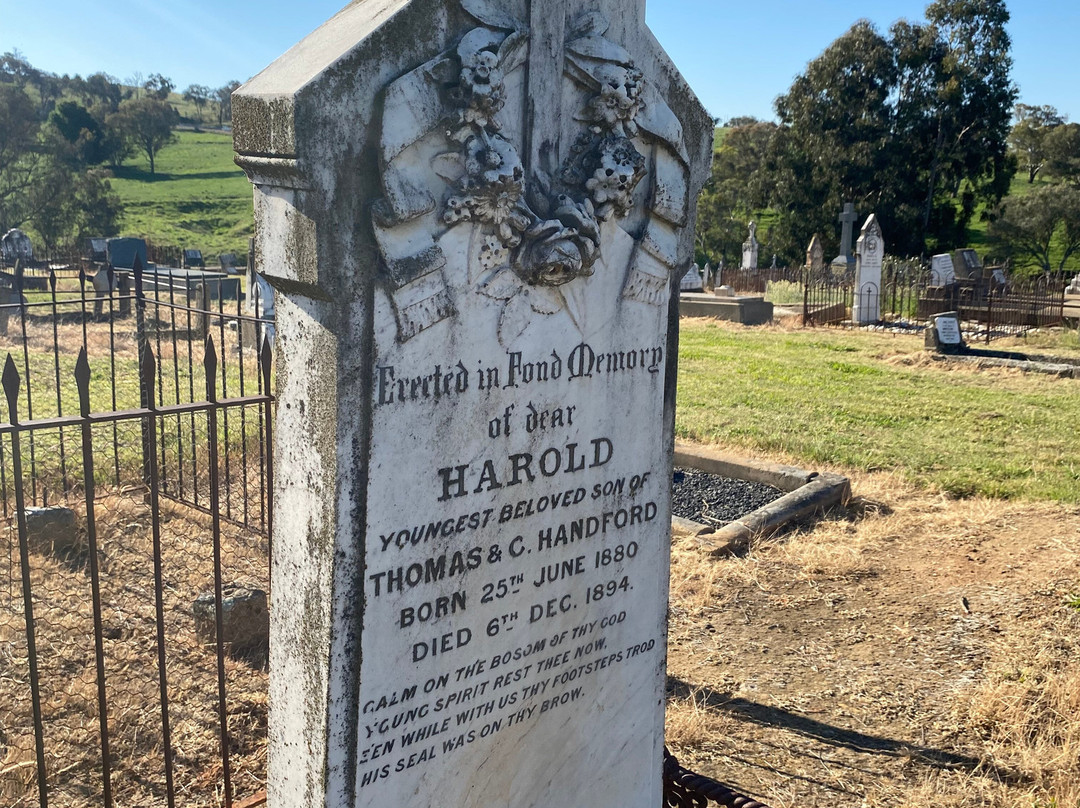 Erected in Fond Memory
of dear
HAROLD
YOUNGEST BELOVED SON OF
THOMAS & C. HANDFORD
BORN 25TH JUNE 1880
DIED 6TH DEC. 1894.
CALM ON THE BOSOM OF THY GOD
YOUNG SPIRIT REST THEE NOW,
E'EN WHILE WITH US THY FOOTSTEPS TROD
HIS SEAL WAS ON THY BROW.